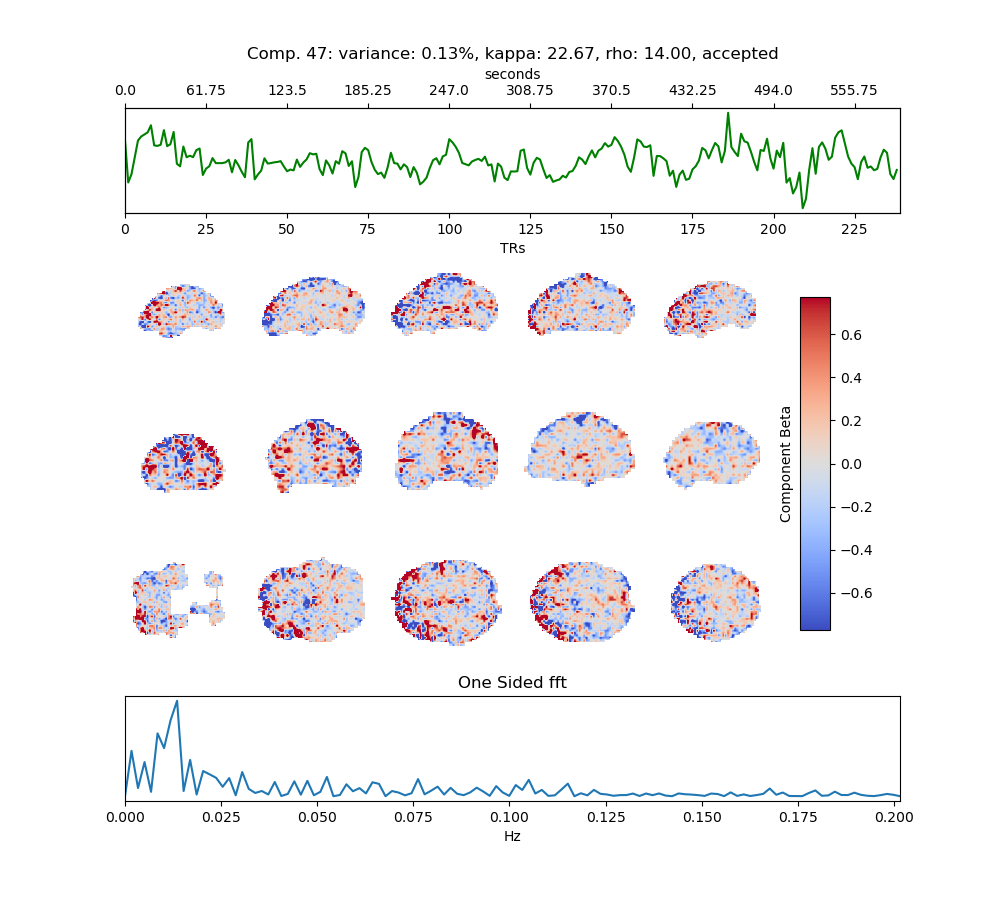 Comp. 47: variance: 0.13%, kappa: 22.67, rho: 14.00, accepted
seconds
0.0 61.75 123.5 185.25 247.0 308.75 370.5 432.25 494.0 555.75
0 25 50 75 100 125 150 175 200 225
TRs
0.6
0.4
0.2
0.0
−0.2
−0.4
−0.6
Component Beta
One Sided fft
0.000 0.025 0.050 0.075 0.100 0.125 0.150 0.175 0.200
Hz